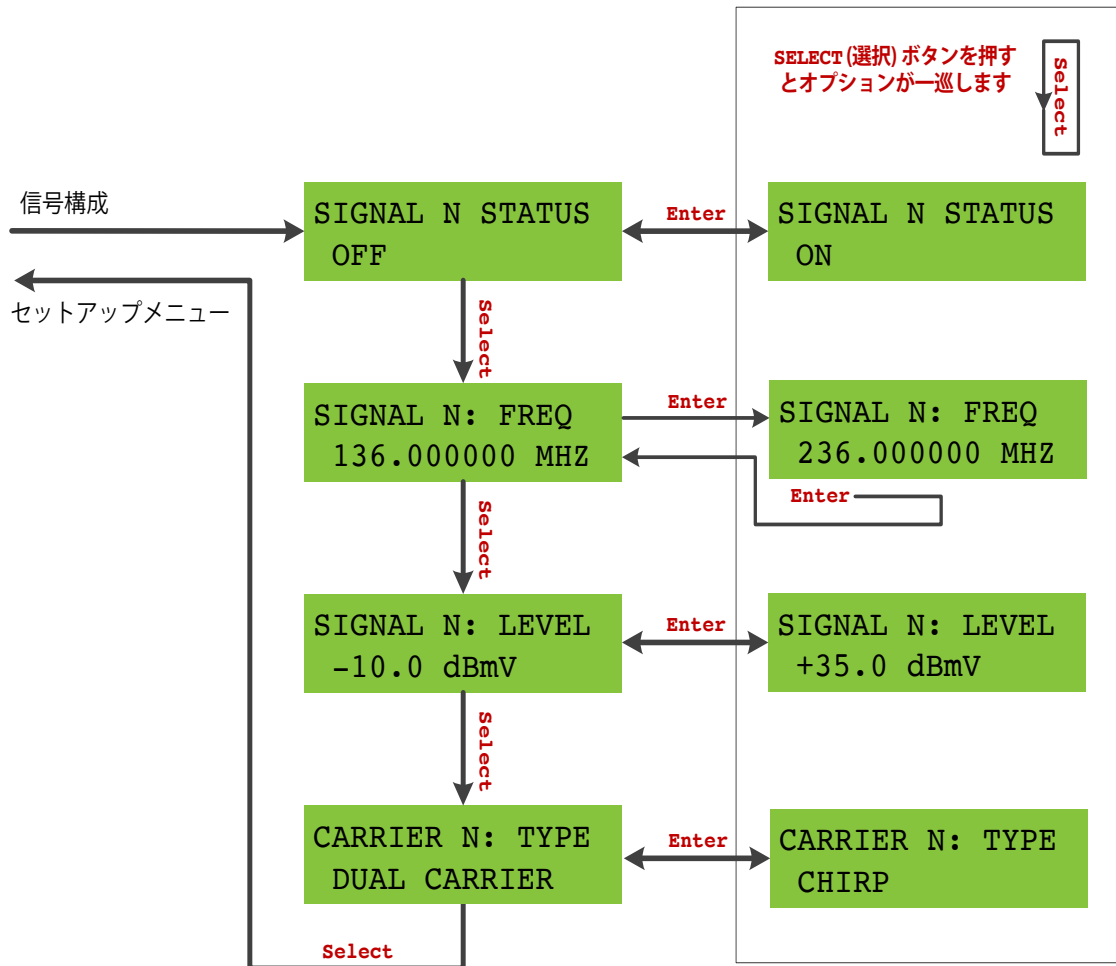 SELECT (選択) ボタンを押す
とオプションが一巡します
Select
信号構成
セットアップメニュー
SIGNAL N STATUS
OFF
Enter
SIGNAL N STATUS
ON
Select
SIGNAL N: FREQ
136.000000 MHZ
Enter
SIGNAL N: FREQ
236.000000 MHZ
Enter
Select
SIGNAL N: LEVEL
-10.0 dBmV
Enter
SIGNAL N: LEVEL
+35.0 dBmV
Select
CARRIER N: TYPE
DUAL CARRIER
Enter
CARRIER N: TYPE
CHIRP
Select